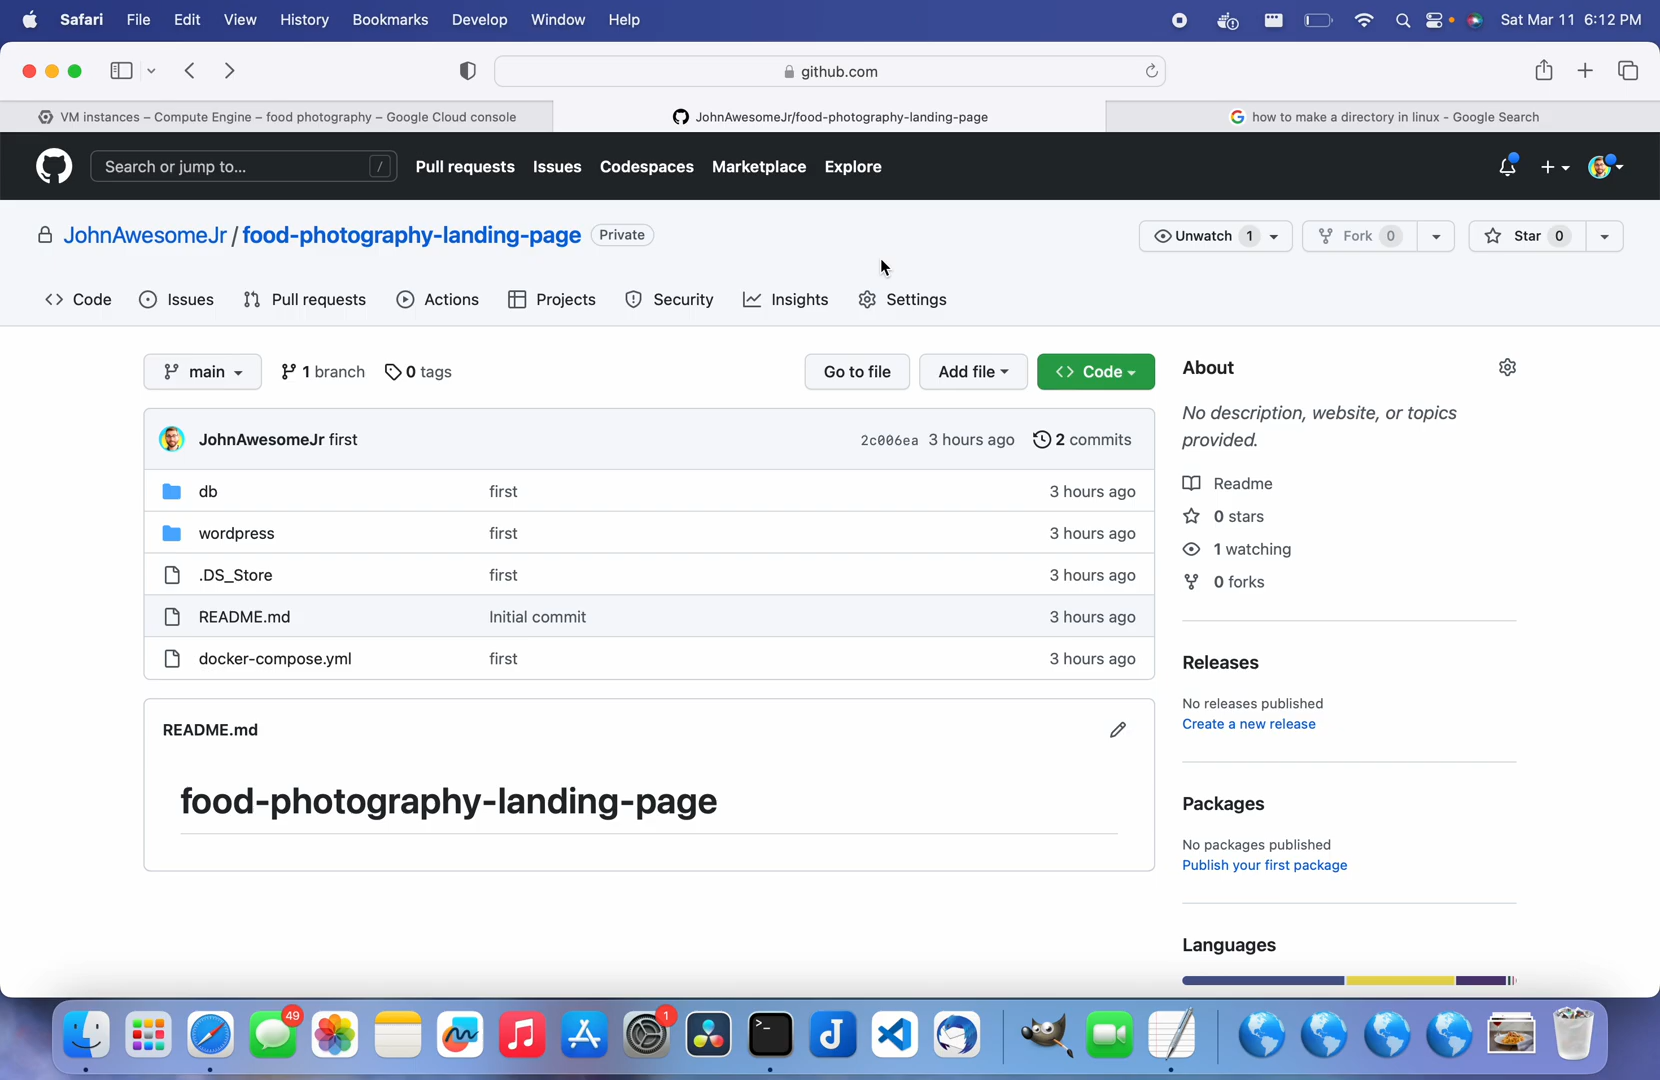 Safari File Edit View History Bookmarks Develop Window Help Sat Mar 11 6:12 PM
github.com
VM instances – Compute Engine – food photography – Google Cloud console JohnAwesomeJr/food-photography-landing-page how to make a directory in linux - Google Search
Search or jump to... / Pull requests Issues Codespaces Marketplace Explore
JohnAwesomeJr / food-photography-landing-page Private Unwatch 1 Fork 0 Star 0
Code Issues Pull requests Actions Projects Security Insights Settings
main 1 branch 0 tags Go to file Add file Code
JohnAwesomeJr first 2c006ea 3 hours ago 2 commits
db first 3 hours ago
wordpress first 3 hours ago
.DS_Store first 3 hours ago
README.md Initial commit 3 hours ago
docker-compose.yml first 3 hours ago
README.md
food-photography-landing-page
About
No description, website, or topics
provided.
Readme
0 stars
1 watching
0 forks
Releases
No releases published
Create a new release
Packages
No packages published
Publish your first package
Languages
49 1